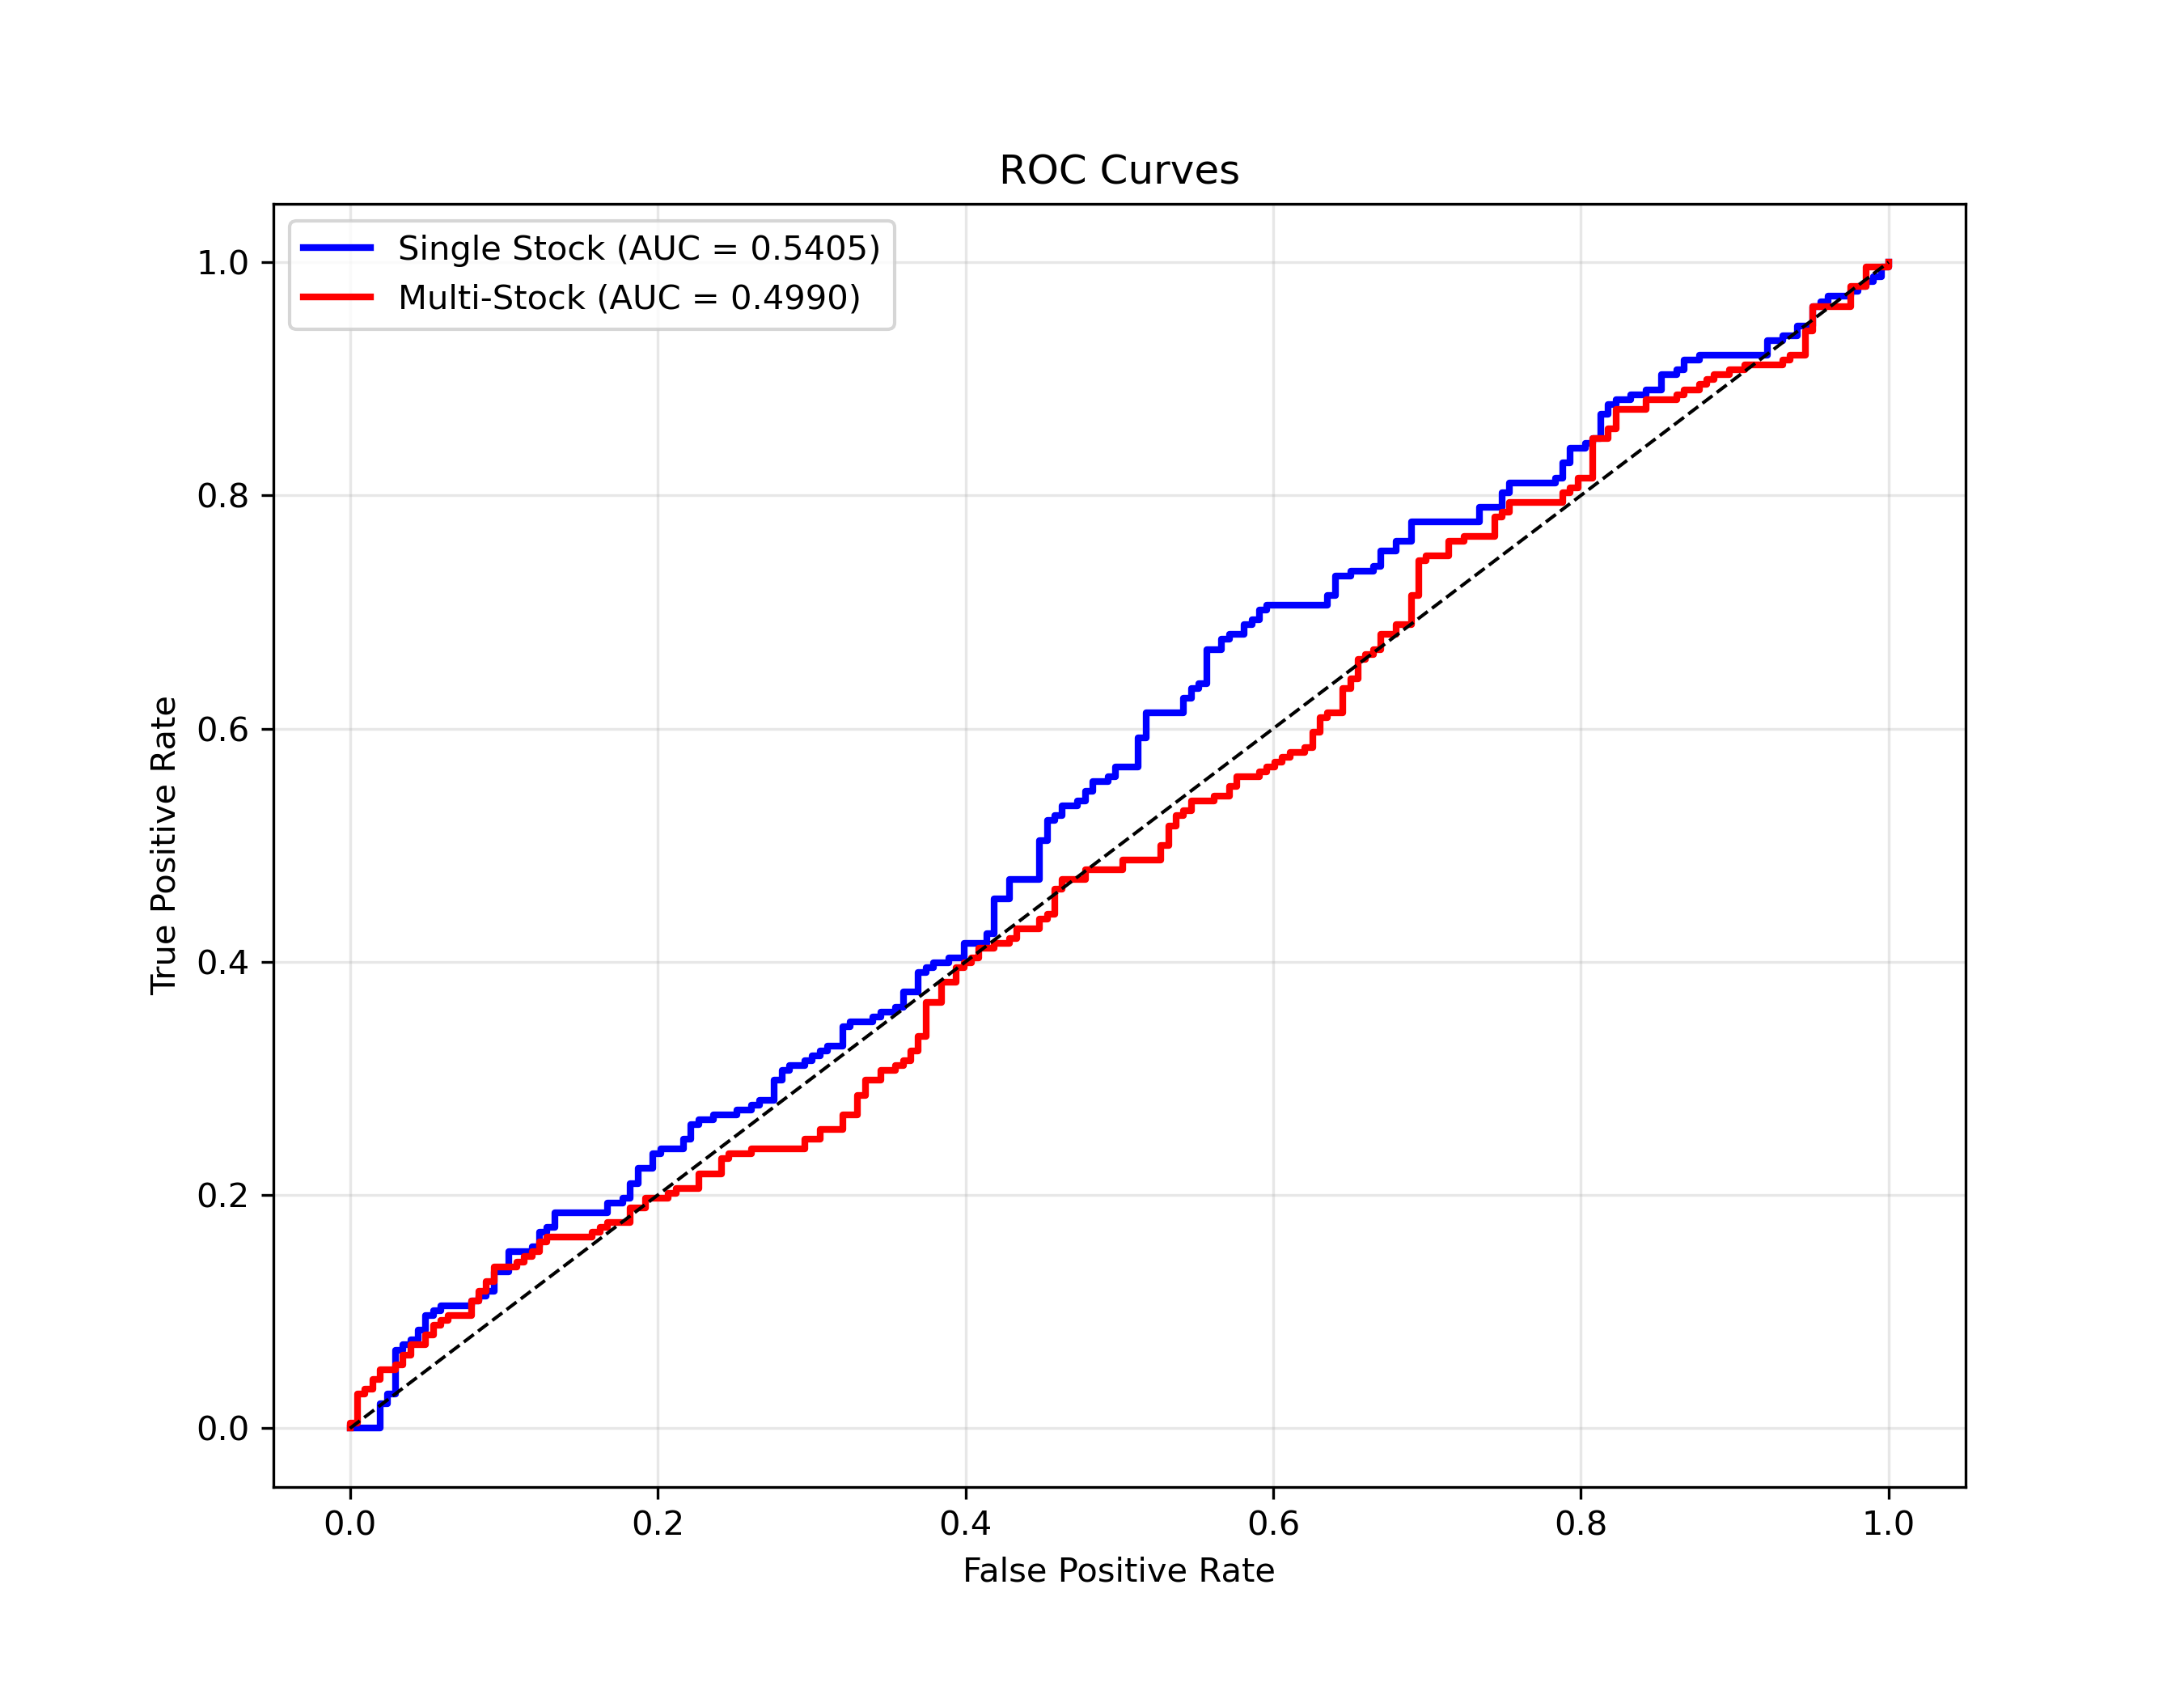 ROC Curves
Single Stock (AUC = 0.5405)
Multi-Stock (AUC = 0.4990)
True Positive Rate
1.0
0.8
0.6
0.4
0.2
0.0
0.0 0.2 0.4 0.6 0.8 1.0
False Positive Rate